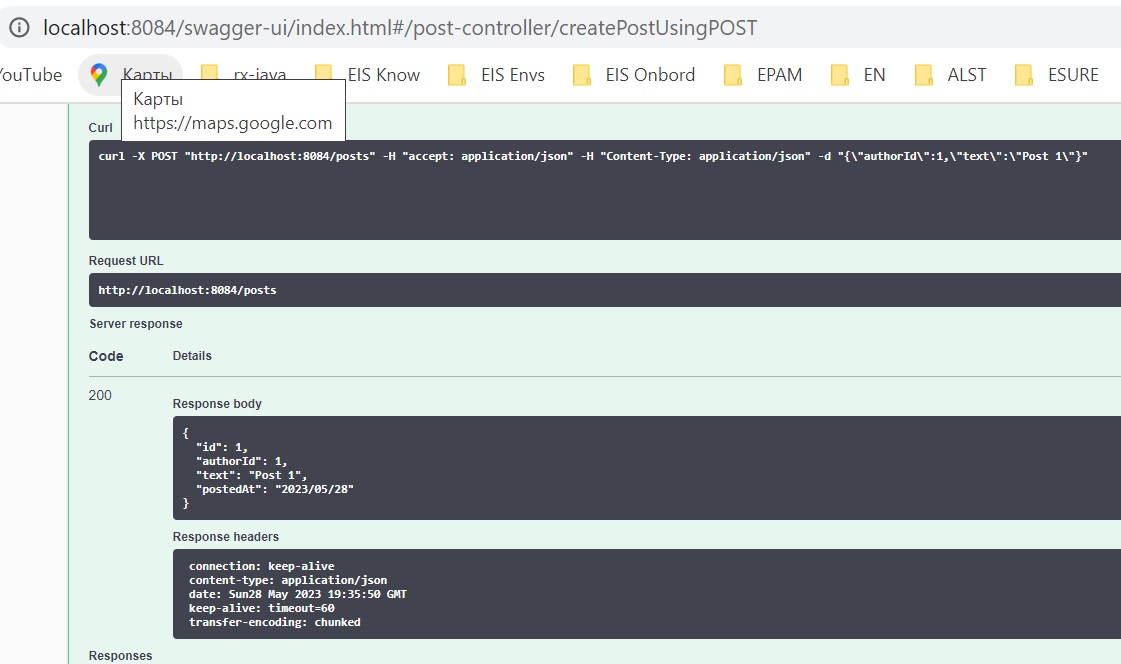 localhost:8084/swagger-ui/index.html#/post-controller/createPostUsingPOST
YouTube Карты rx-java EIS Know EIS Envs EIS Onbord EPAM EN ALST ESURE
Карты
https://maps.google.com
Curl
curl -X POST "http://localhost:8084/posts" -H "accept: application/json" -H "Content-Type: application/json" -d "{\"authorId\":1,\"text\":\"Post 1\"}"
Request URL
http://localhost:8084/posts
Server response
Code Details
200
Response body
{
"id": 1,
"authorId": 1,
"text": "Post 1",
"postedAt": "2023/05/28"
}
Response headers
connection: keep-alive
content-type: application/json
date: Sun28 May 2023 19:35:50 GMT
keep-alive: timeout=60
transfer-encoding: chunked
Responses